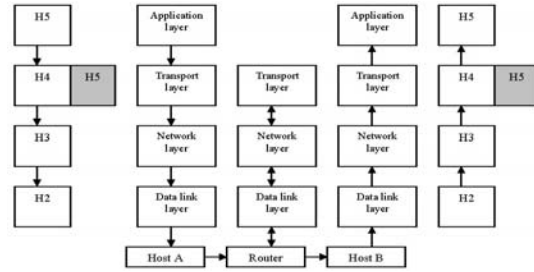 H5
Application
layer
Application
layer
H5
H4 H5
Transport
layer
Transport
layer
Transport
layer
H4 H5
H3
Network
layer
Network
layer
Network
layer
H3
H2
Data link
layer
Data link
layer
Data link
layer
H2
Host A
Router
Host B